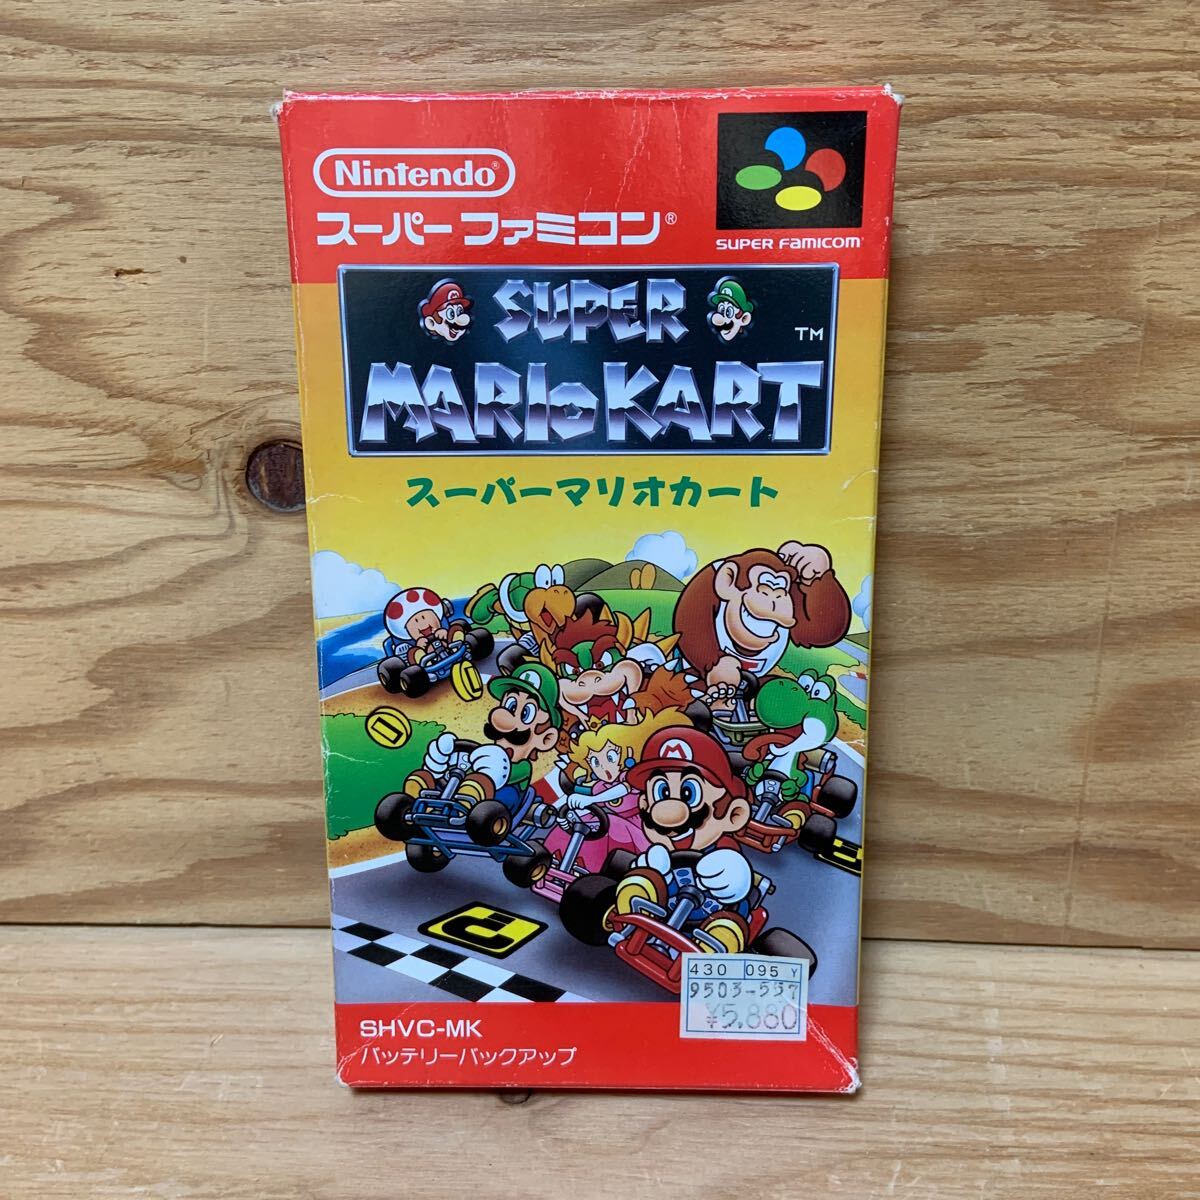 Nintendo®
スーパーファミコン®
SUPER FAMICOM
SUPER
MARIO KART
TM
スーパーマリオカート
M
L
M
430 095 Y
9503-557
¥5,880
SHVC-MK
バッテリーバックアップ